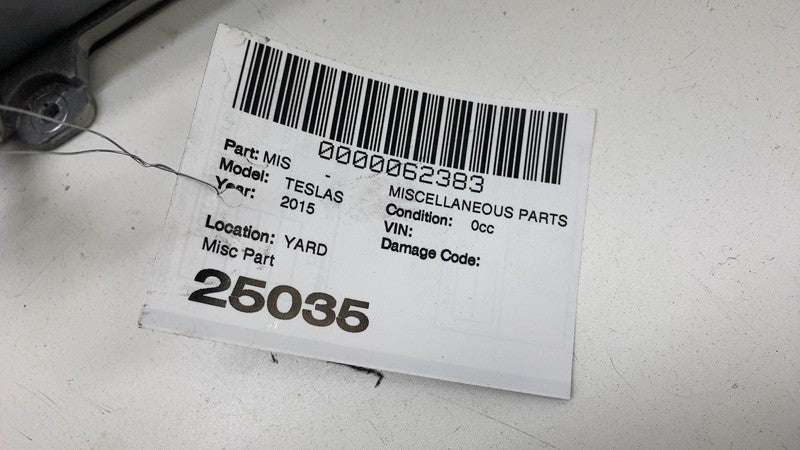 0000062383
Part: MIS - MISCELLANEOUS PARTS
Model: TESLAS Condition: 0cc
Year: 2015 VIN:
Damage Code:
Location: YARD
Misc Part
25035